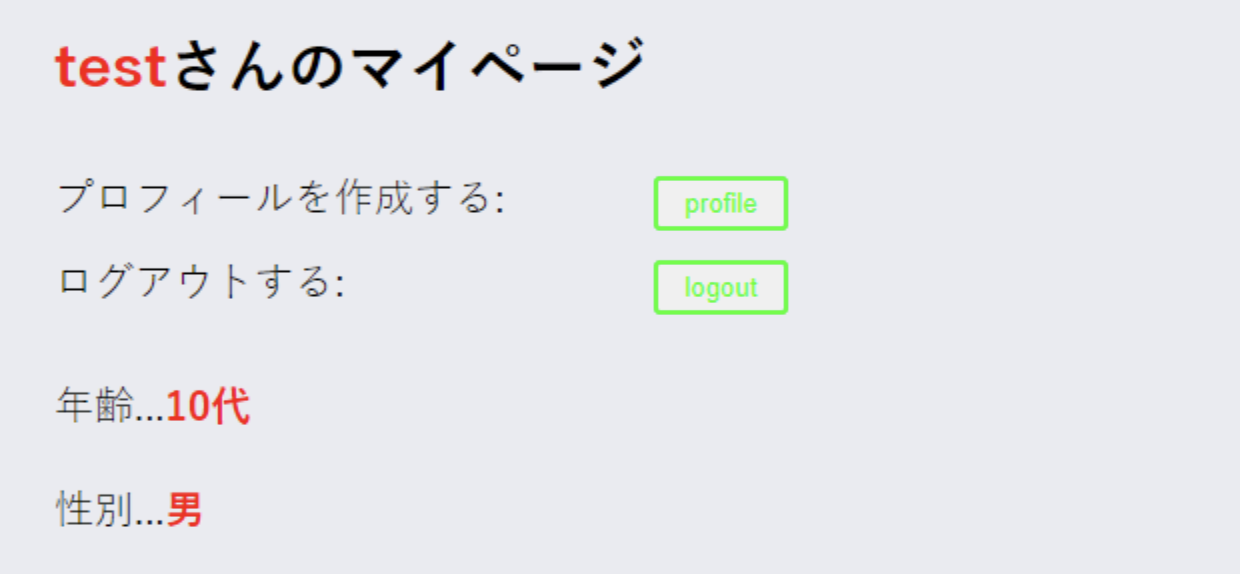 testさんのマイページ
プロフィールを作成する: profile
ログアウトする: logout
年齢...10代
性別...男